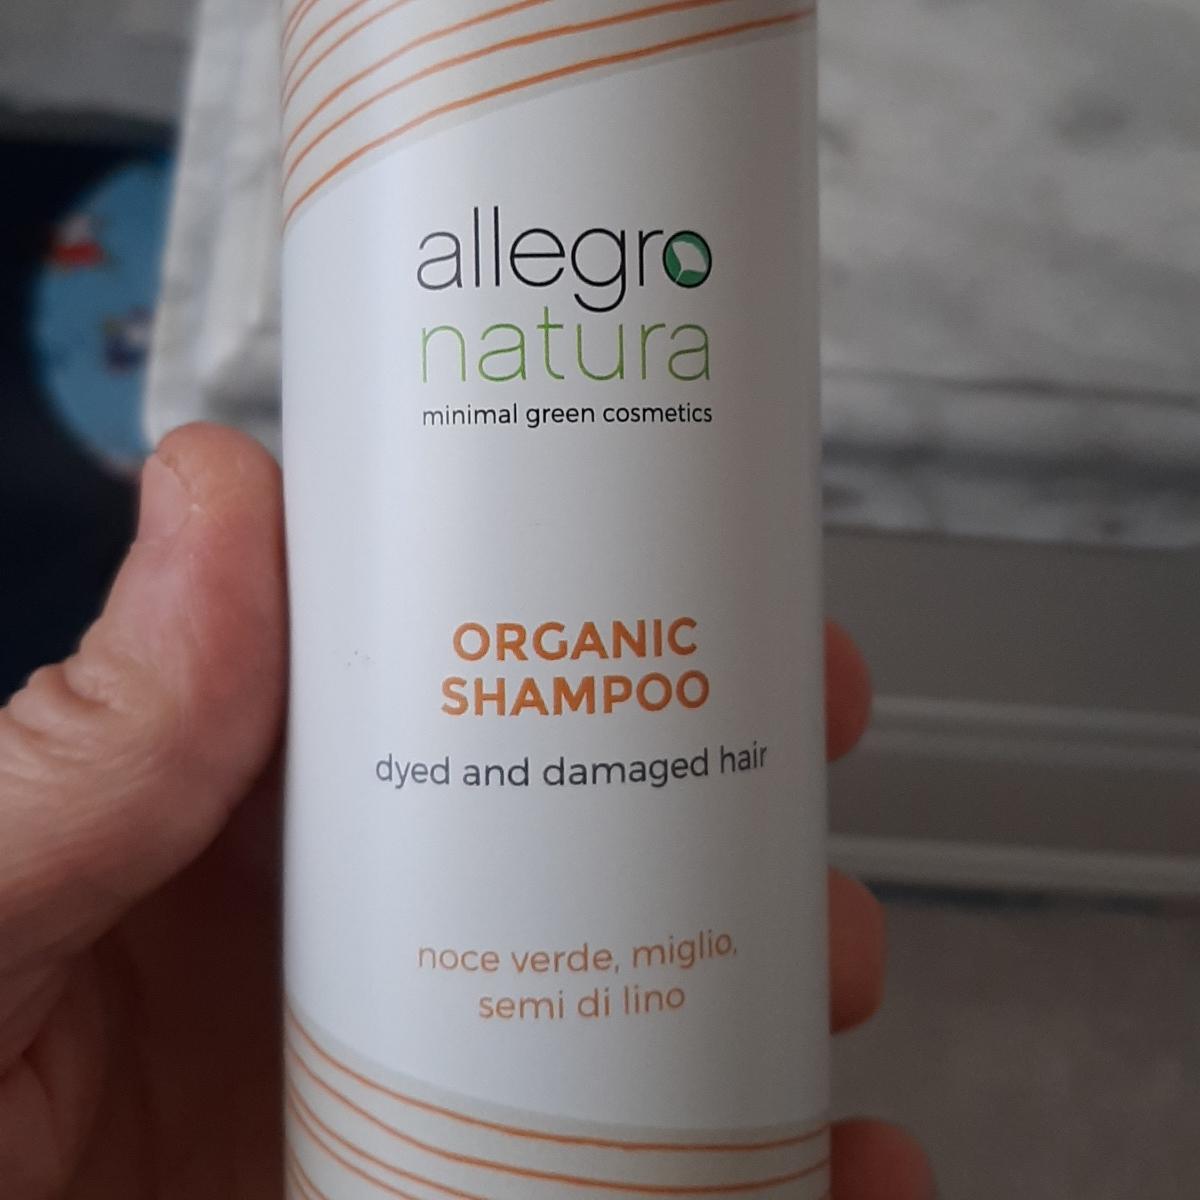 allegro
natura
minimal green cosmetics
ORGANIC
SHAMPOO
dyed and damaged hair
noce verde, miglio,
semi di lino